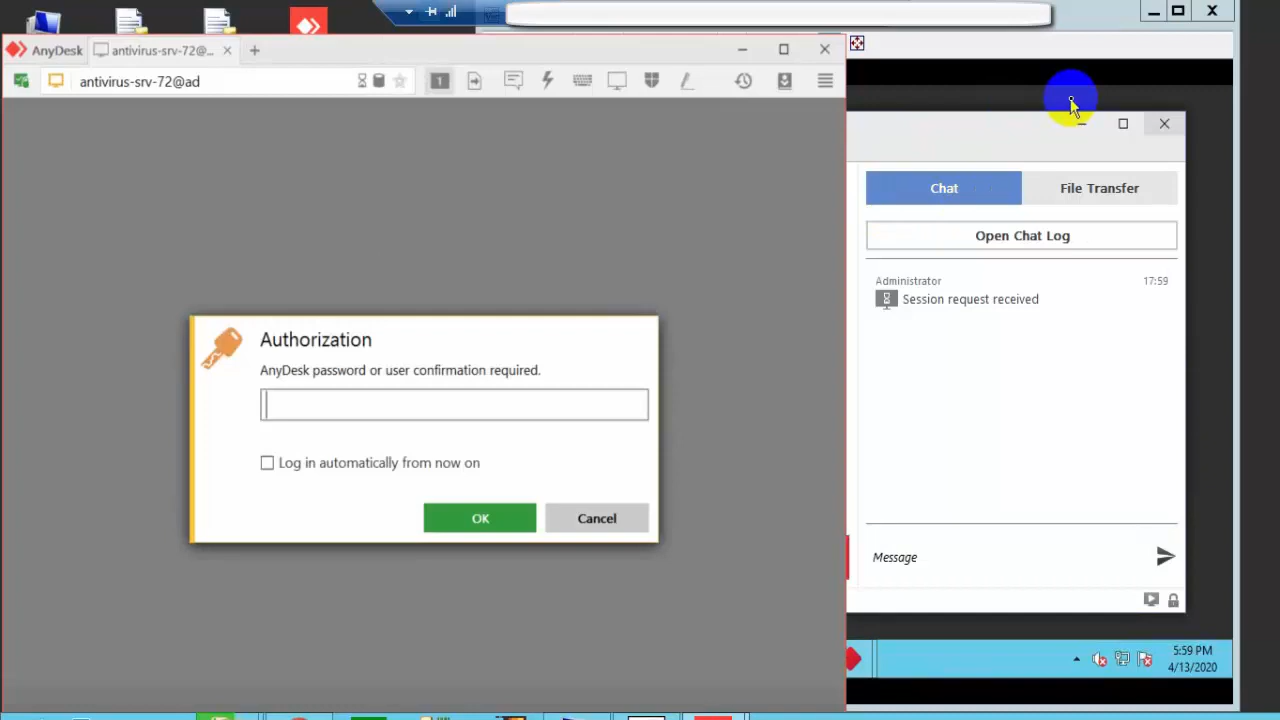 AnyDesk
antivirus-srv-72@...
antivirus-srv-72@ad
1
Authorization
AnyDesk password or user confirmation required.
Log in automatically from now on
OK
Cancel
Chat
File Transfer
Open Chat Log
Administrator
17:59
Session request received
Message
5:59 PM
4/13/2020